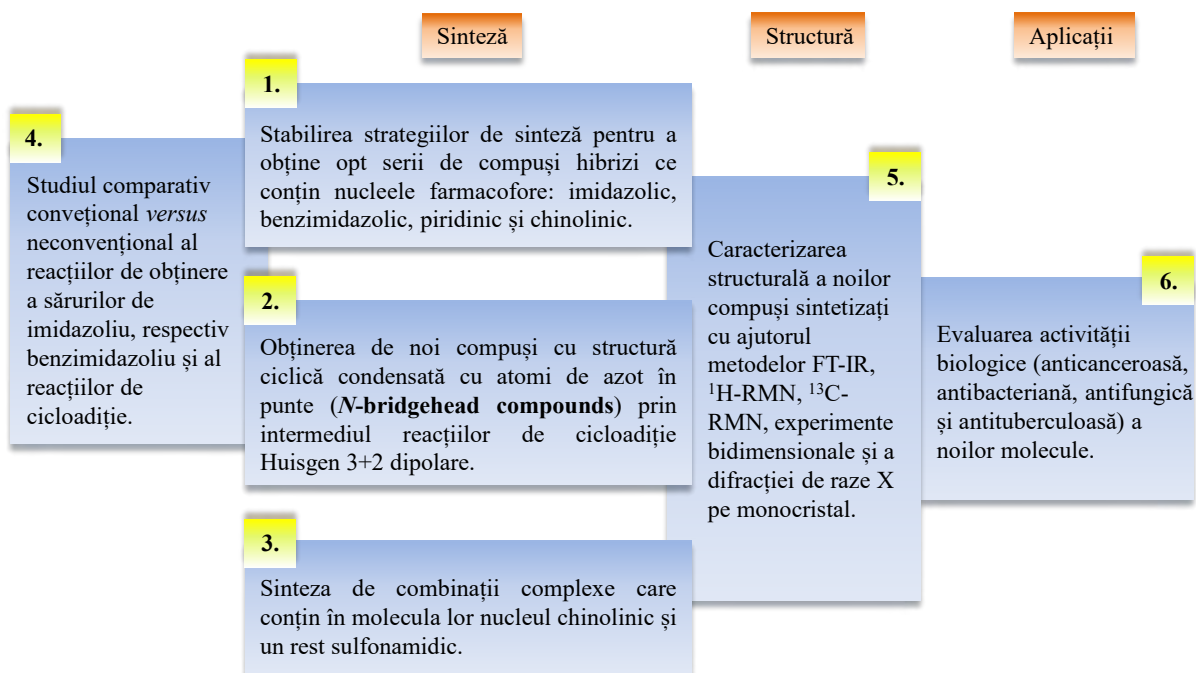 Sinteză
Structură
Aplicații
1.
Stabilirea strategiilor de sinteză pentru a
obține opt serii de compuși hibrizi ce
conțin nucleele farmacofore: imidazolic,
benzimidazolic, piridinic și chinolinic.
2.
Obținerea de noi compuși cu structură
ciclică condensată cu atomi de azot în
punte (N-bridgehead compounds) prin
intermediul reacțiilor de cicloadiție
Huisgen 3+2 dipolare.
3.
Sinteza de combinații complexe care
conțin în molecula lor nucleul chinolinic și
un rest sulfonamidic.
4.
Studiul comparativ
convețional versus
neconvențional al
reacțiilor de obținere
a sărurilor de
imidazoliu, respectiv
benzimidazoliu și al
reacțiilor de
cicloadiție.
5.
Caracterizarea
structurală a noilor
compuși sintetizați
cu ajutorul
metodelor FT-IR,
¹H-RMN, ¹³C-
RMN, experimente
bidimensionale și a
difracției de raze X
pe monocristal.
6.
Evaluarea activității
biologice (anticanceroasă,
antibacteriană, antifungică
și antituberculoasă) a
noilor molecule.